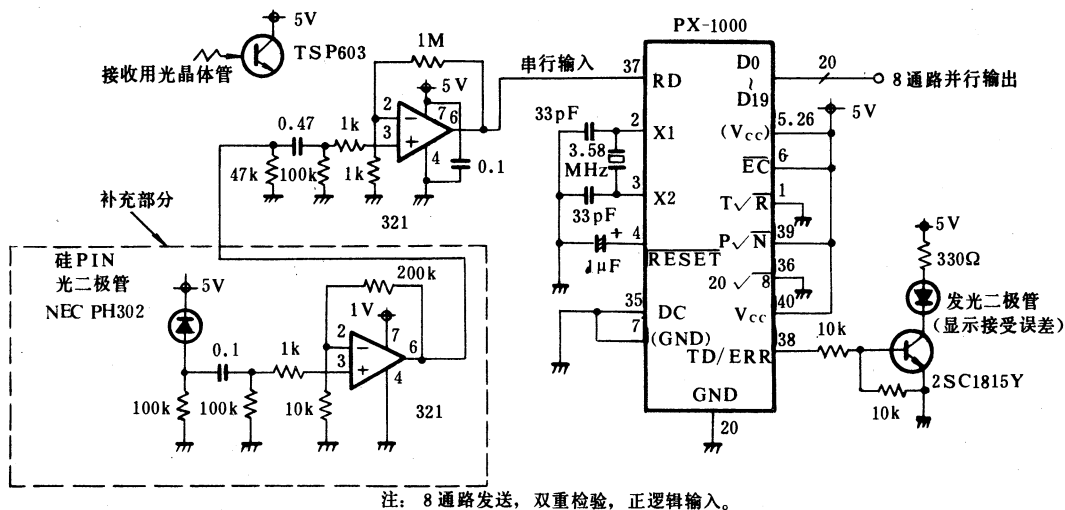 5V
TSP603
接收用光晶体管
1M
5V
2
3
7
6
4
0.47
1k
47k
100k
1k
0.1
321
串行输入
补充部分
硅PIN
光二极管
NEC PH302
5V
0.1
1k
100k
100k
10k
200k
1V
2
3
7
6
4
321
PX-1000
37
RD
D0
~
D19
20
8通路并行输出
33pF
2
X1
3.58
MHz
3
X2
33pF
4
RESET
1μF
+
35
DC
7
(GND)
5.26
(Vcc)
5V
6
EC
1
T√R
39
P√N
36
20√8
40
Vcc
38
TD/ERR
GND
20
10k
10k
5V
330Ω
发光二极管
(显示接受误差)
2SC1815Y
注: 8通路发送，双重检验，正逻辑输入。